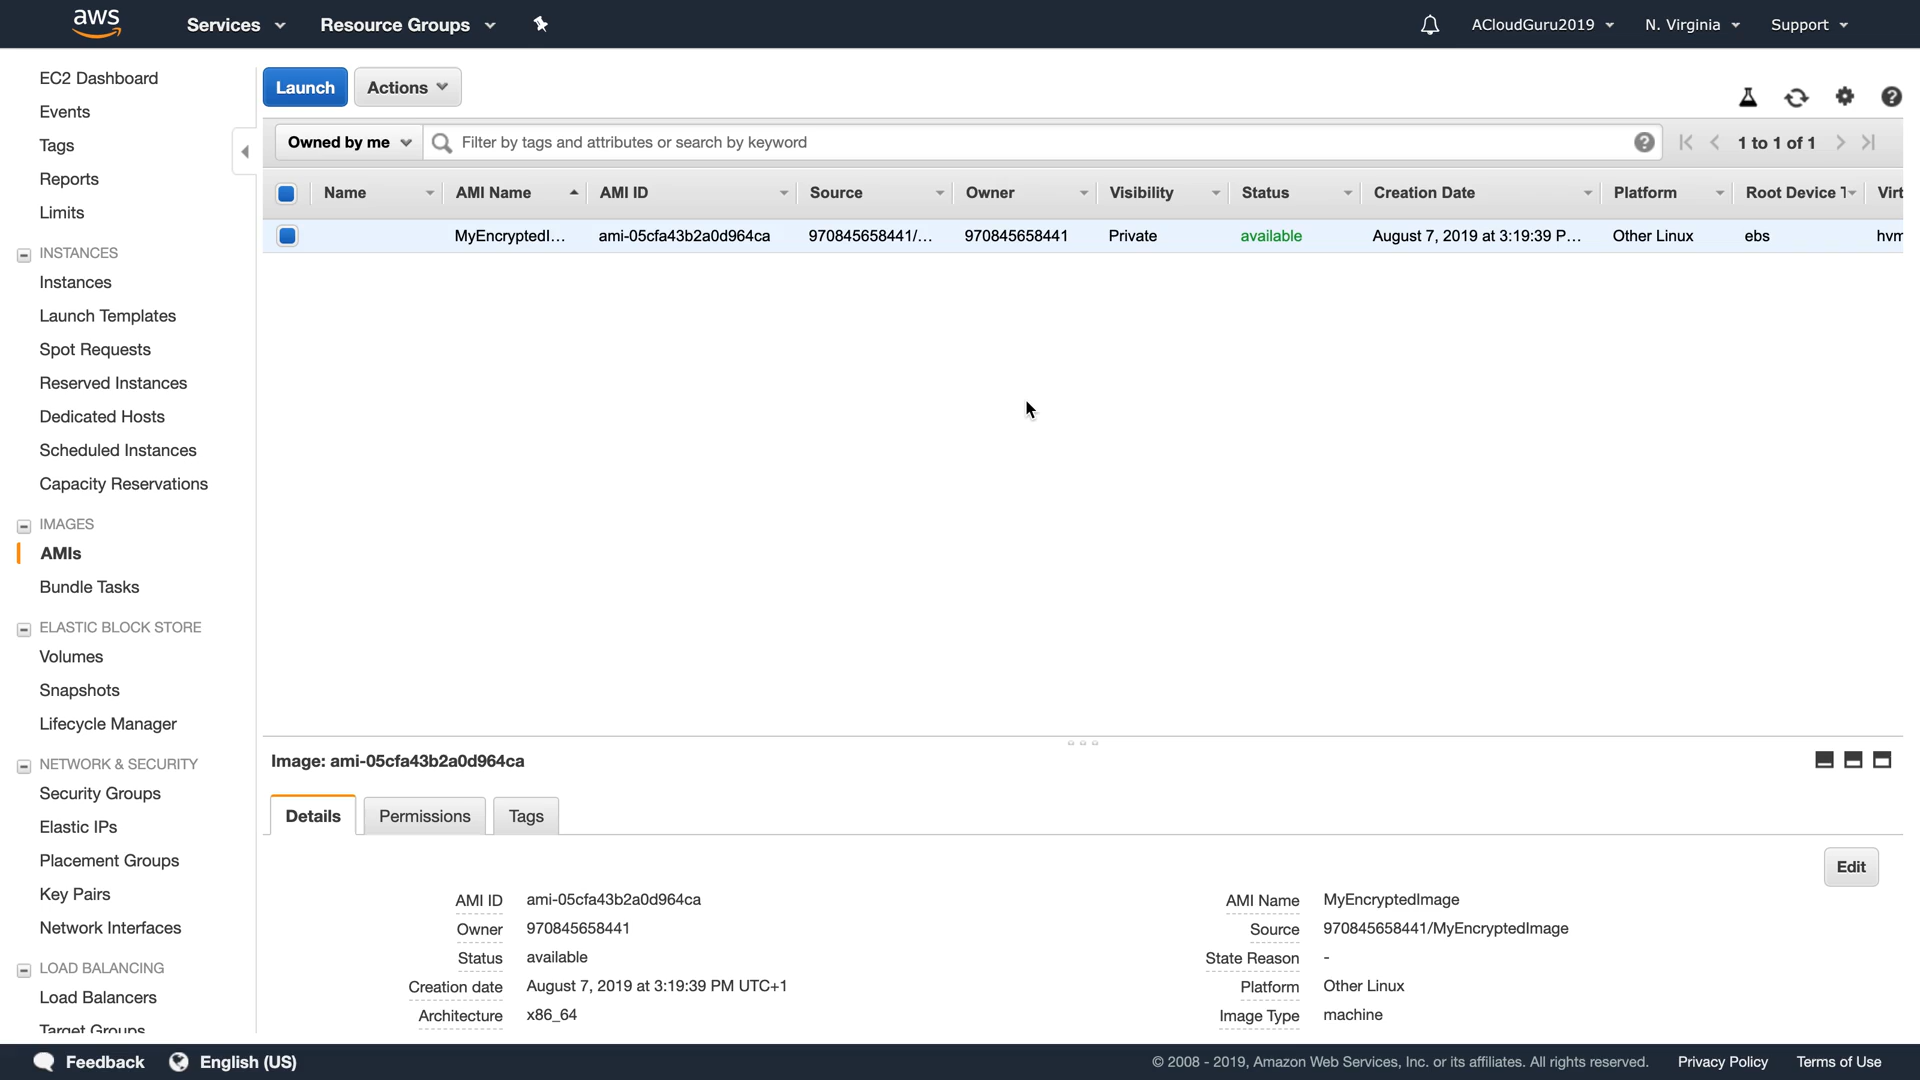 aws Services Resource Groups ACloudGuru2019 N. Virginia Support
EC2 Dashboard
Events
Tags
Reports
Limits
INSTANCES
Instances
Launch Templates
Spot Requests
Reserved Instances
Dedicated Hosts
Scheduled Instances
Capacity Reservations
IMAGES
AMIs
Bundle Tasks
ELASTIC BLOCK STORE
Volumes
Snapshots
Lifecycle Manager
NETWORK & SECURITY
Security Groups
Elastic IPs
Placement Groups
Key Pairs
Network Interfaces
LOAD BALANCING
Load Balancers
Target Groups
Launch Actions
Owned by me Filter by tags and attributes or search by keyword 1 to 1 of 1
Name AMI Name AMI ID Source Owner Visibility Status Creation Date Platform Root Device T Virt
MyEncryptedI... ami-05cfa43b2a0d964ca 970845658441/... 970845658441 Private available August 7, 2019 at 3:19:39 P... Other Linux ebs hvm
Image: ami-05cfa43b2a0d964ca
Details Permissions Tags
Edit
AMI ID ami-05cfa43b2a0d964ca AMI Name MyEncryptedImage
Owner 970845658441 Source 970845658441/MyEncryptedImage
Status available State Reason -
Creation date August 7, 2019 at 3:19:39 PM UTC+1 Platform Other Linux
Architecture x86_64 Image Type machine
Feedback English (US) © 2008 - 2019, Amazon Web Services, Inc. or its affiliates. All rights reserved. Privacy Policy Terms of Use